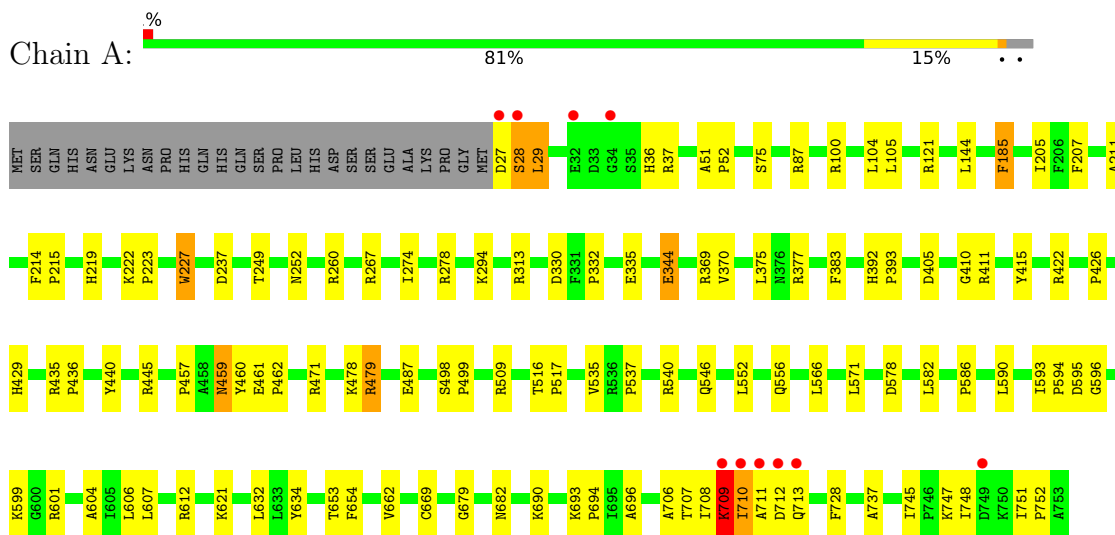 .%
Chain A:
81% 15% • •
MET SER GLN HIS ASN GLU LYS ASN PRO HIS GLN HIS GLN SER PRO LEU HIS ASP SER SER GLU ALA LYS PRO GLY MET D27 S28 L29 E32 D33 G34 S35 H36 R37 A51 P52 S75 R87 R100 L104 L105 R121 L144 F185 I205 F206 F207 A211
F214 P215 H219 K222 P223 W227 D237 T249 N252 R260 R267 I274 R278 K294 R313 D330 F331 P332 E335 E344 R369 V370 L375 N376 R377 F383 H392 P393 D405 G410 R411 Y415 R422 P426
H429 R435 P436 Y440 R445 P457 A458 N459 Y460 E461 P462 R471 K478 R479 E487 S498 P499 R509 T516 P517 V535 R536 P537 R540 Q546 L552 Q556 L566 L571 D578 L582 P586 L590 I593 P594 D595 G596
K599 G600 R601 A604 I605 L606 L607 R612 K621 L632 L633 Y634 T653 F654 V662 C669 G679 N682 K690 K693 P694 I695 A696 A706 T707 I708 K709 I710 A711 D712 Q713 F728 A737 I745 P746 K747 I748 D749 K750 I751 P752 A753